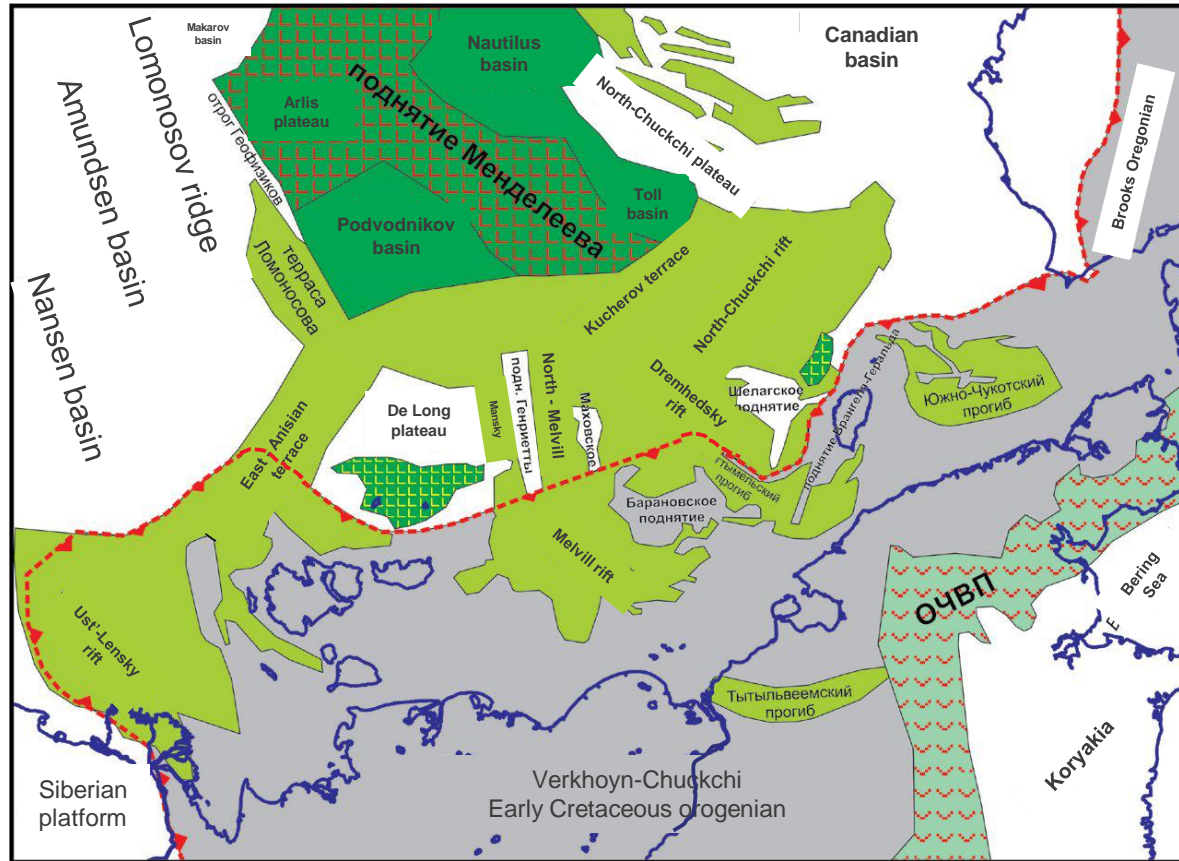 Makarov
basin
Lomonosov ridge
Amundsen basin
Nansen basin
отрог Геофизиков
Arlis
plateau
поднятие Менделеева
Nautilus
basin
North-Chuckchi plateau
Canadian
basin
Brooks Oregonian
Podvodnikov
basin
Toll
basin
терраса
Ломоносова
Kucherov terrace
North-Chuckchi rift
East Anisian
terrace
De Long
plateau
Mansky
подн. Генриетты
North - Melvill
Маховское
Dremhedsky
rift
Шелагское
поднятие
поднятие Врангеля-Геральда
Южно-Чукотский
прогиб
Барановское
поднятие
прогиб
Melvill rift
Ust'-Lensky
rift
ОЧВП
Bering
Sea
E
Тытыльвеемский
прогиб
Koryakia
Siberian
platform
Verkhoyn-Chuckchi
Early Cretaceous orogenian